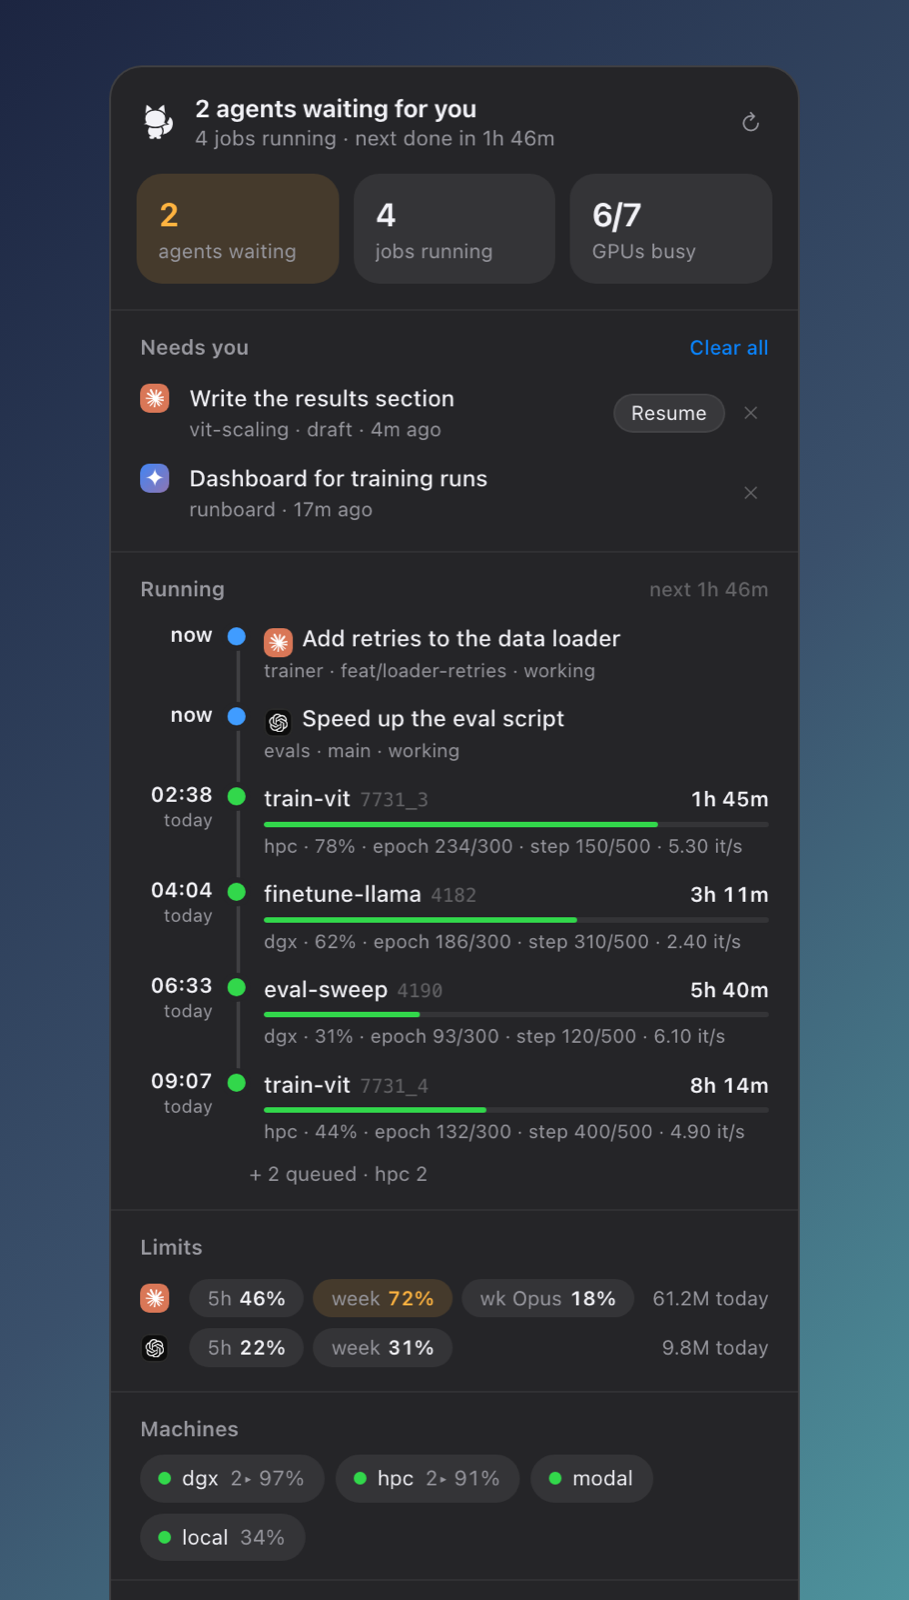 2 agents waiting for you
4 jobs running · next done in 1h 46m
2
agents waiting
4
jobs running
6/7
GPUs busy
Needs you
Clear all
Write the results section
vit-scaling · draft · 4m ago
Resume
Dashboard for training runs
runboard · 17m ago
Running
next 1h 46m
now
Add retries to the data loader
trainer · feat/loader-retries · working
now
Speed up the eval script
evals · main · working
02:38
today
train-vit 7731_3
1h 45m
hpc · 78% · epoch 234/300 · step 150/500 · 5.30 it/s
04:04
today
finetune-llama 4182
3h 11m
dgx · 62% · epoch 186/300 · step 310/500 · 2.40 it/s
06:33
today
eval-sweep 4190
5h 40m
dgx · 31% · epoch 93/300 · step 120/500 · 6.10 it/s
09:07
today
train-vit 7731_4
8h 14m
hpc · 44% · epoch 132/300 · step 400/500 · 4.90 it/s
+ 2 queued · hpc 2
Limits
5h 46%
week 72%
wk Opus 18%
61.2M today
5h 22%
week 31%
9.8M today
Machines
dgx 2▸ 97%
hpc 2▸ 91%
modal
local 34%